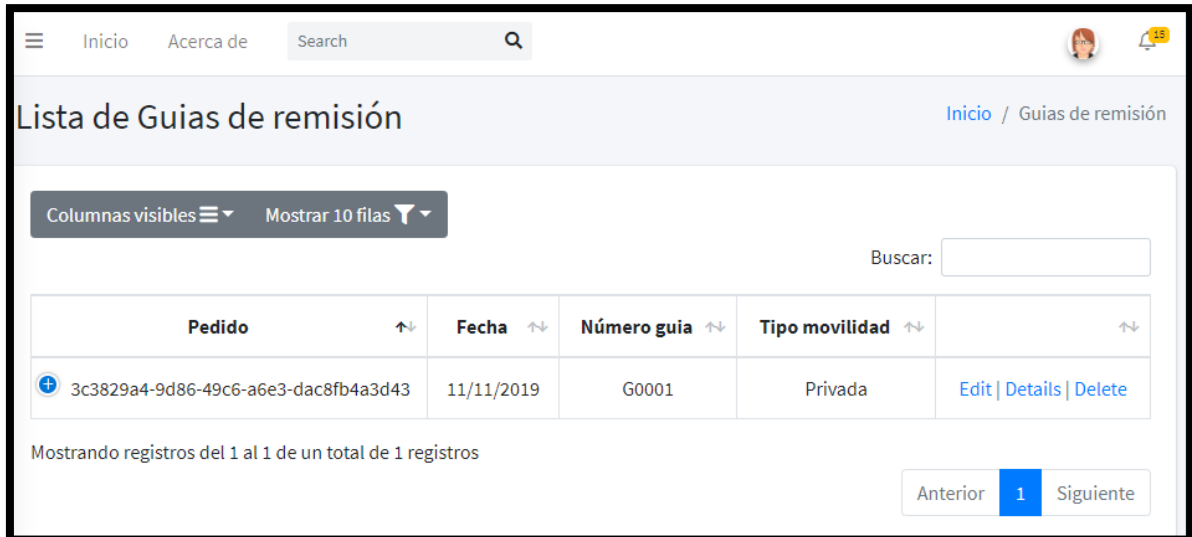 Inicio Acerca de Search 15
Lista de Guias de remisión Inicio / Guias de remisión
Columnas visibles Mostrar 10 filas
Buscar:
Pedido Fecha Número guia Tipo movilidad
3c3829a4-9d86-49c6-a6e3-dac8fb4a3d43 11/11/2019 G0001 Privada Edit | Details | Delete
Mostrando registros del 1 al 1 de un total de 1 registros
Anterior 1 Siguiente